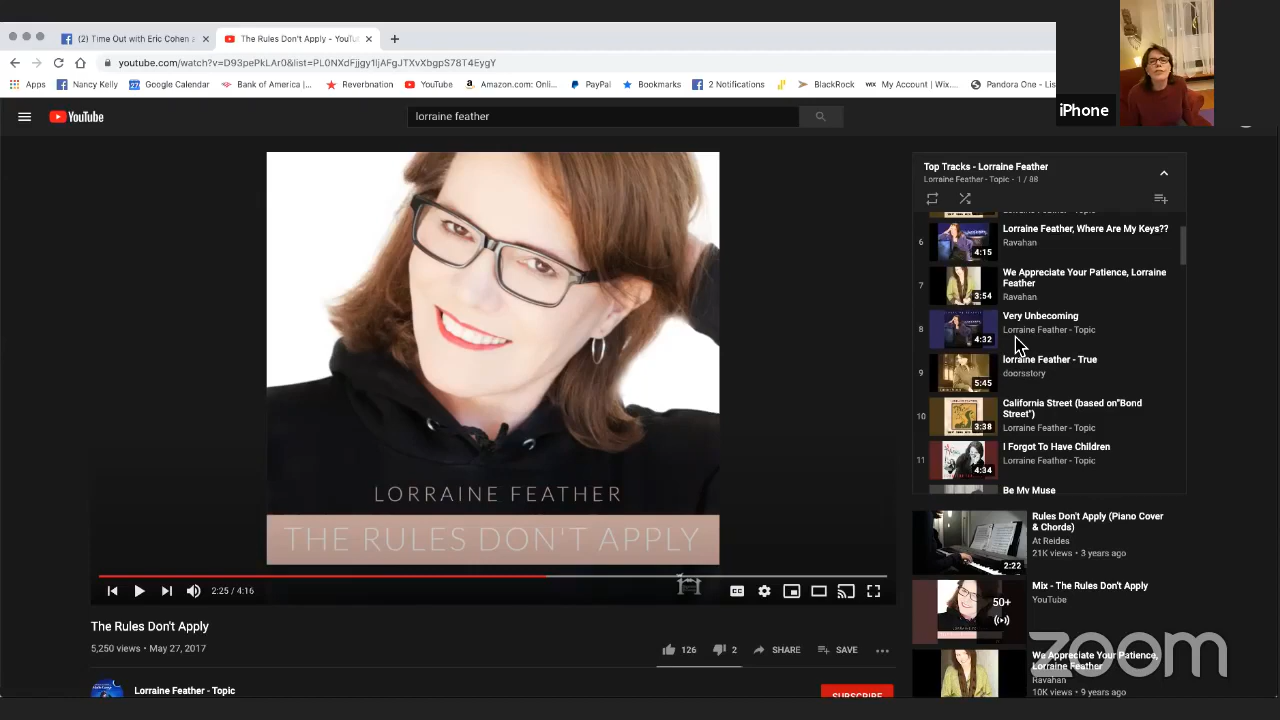 (2) Time Out with Eric Cohen
The Rules Don't Apply - YouTu
youtube.com/watch?v=D93pePkLAr0&list=PL0NXdFjjgy1IjAFgJTXvXbgpS28T4EygY
Apps
Nancy Kelly
27
Google Calendar
Bank of America |...
Reverbnation
YouTube
Amazon.com: Onli...
PayPal
Bookmarks
2 Notifications
BlackRock
WIX
My Account | Wix....
Pandora One - Lis
iPhone
YouTube
lorraine feather
LORRAINE FEATHER
THE RULES DON'T APPLY
2:25 / 4:16
CC
The Rules Don't Apply
5,250 views • May 27, 2017
126
2
SHARE
SAVE
Lorraine Feather - Topic
SUBSCRIBE
Top Tracks - Lorraine Feather
Lorraine Feather - Topic - 1 / 88
Lorraine Feather - Topic
6
4:15
Lorraine Feather, Where Are My Keys??
Ravahan
7
3:54
We Appreciate Your Patience, Lorraine
Feather
Ravahan
8
4:32
Very Unbecoming
Lorraine Feather - Topic
9
5:45
lorraine Feather - True
doorsstory
10
3:38
California Street (based on"Bond
Street")
Lorraine Feather - Topic
11
4:34
I Forgot To Have Children
Lorraine Feather - Topic
Be My Muse
2:22
Rules Don't Apply (Piano Cover
& Chords)
At Reides
21K views • 3 years ago
50+
Mix - The Rules Don't Apply
YouTube
We Appreciate Your Patience,
Lorraine Feather
Ravahan
10K views • 9 years ago
zoom